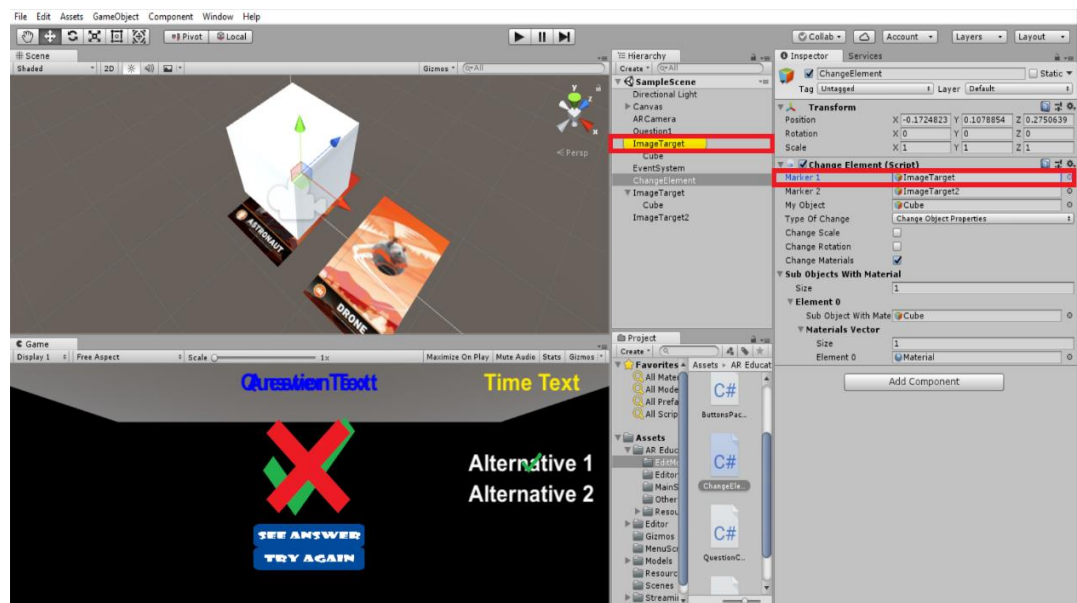 File Edit Assets GameObject Component Window Help
Pivot Local Collab Account Layers Layout
Scene
Shaded 2D Gizmos All
y
z
x
Persp
ASTRONAUT
DRONE
Game
Display 1 Free Aspect Scale 1x Maximize On Play Mute Audio Stats Gizmos
Time Text
Alternative 1
Alternative 2
SEE ANSWER
TRY AGAIN
Hierarchy
Create All
SampleScene
Directional Light
Canvas
ARCamera
Question1
ImageTarget
Cube
EventSystem
ChangeElement
ImageTarget
Cube
ImageTarget2
Project
Create
Favorites
All Mater
All Mode
All Prefa
All Scrip
Assets
AR Educ
EditM
Editor
MainS
Other
Resou
Editor
Gizmos
MenuScr
Models
Resourc
Scenes
Streamin
Assets AR Educat
C#
ButtonsPac...
C#
ChangeEle...
C#
QuestionC...
Inspector Services
ChangeElement Static
Tag Untagged Layer Default
Transform
Position X -0.1724823 Y 0.1078854 Z 0.2750639
Rotation X 0 Y 0 Z 0
Scale X 1 Y 1 Z 1
Change Element (Script)
Marker 1 ImageTarget
Marker 2 ImageTarget2
My Object Cube
Type Of Change Change Object Properties
Change Scale
Change Rotation
Change Materials
Sub Objects With Material
Size 1
Element 0
Sub Object With Mate Cube
Materials Vector
Size 1
Element 0 Material
Add Component